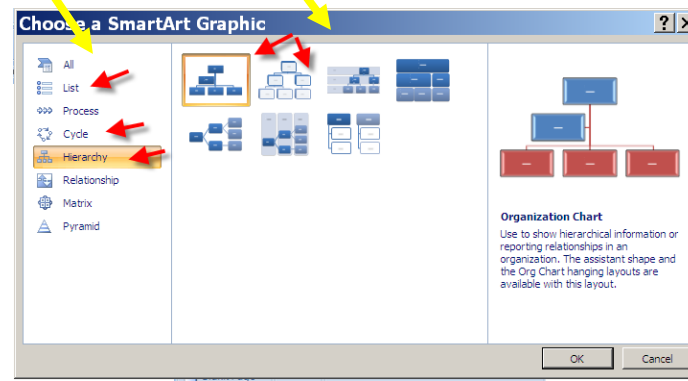 Choose a SmartArt Graphic
All
List
Process
Cycle
Hierarchy
Relationship
Matrix
Pyramid
Organization Chart
Use to show hierarchical information or
reporting relationships in an
organization. The assistant shape and
the Org Chart hanging layouts are
available with this layout.
OK
Cancel